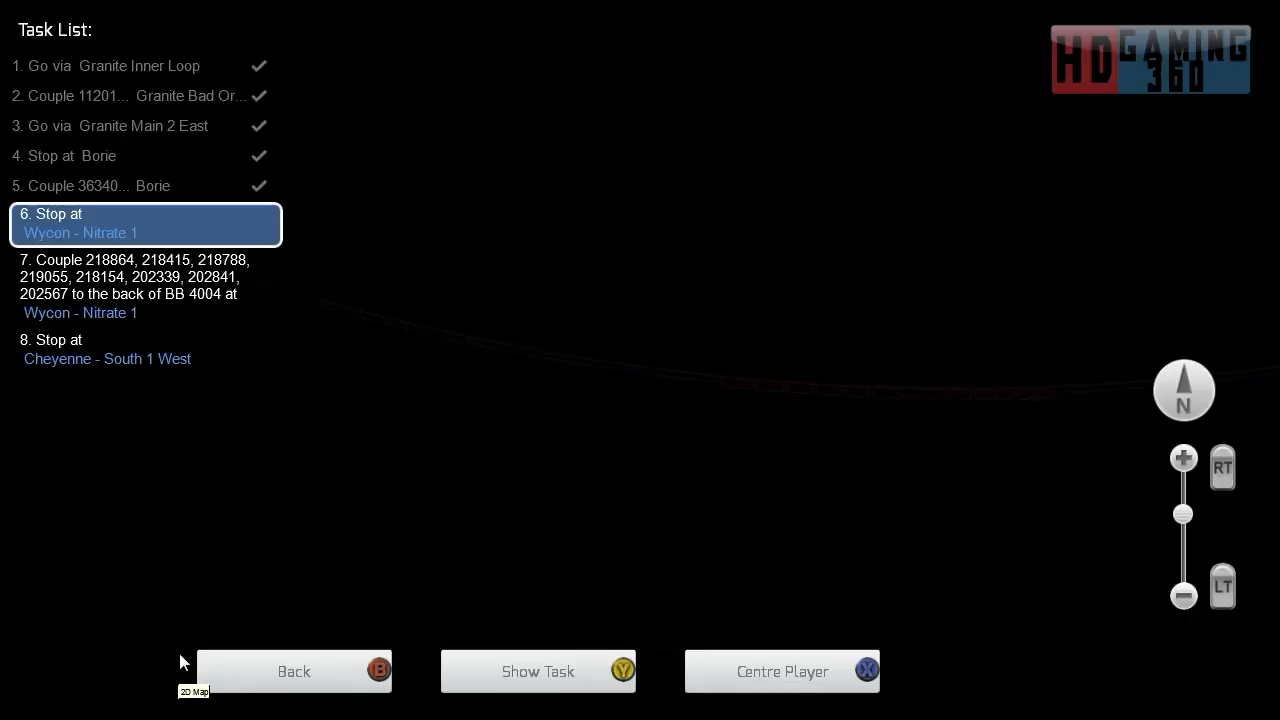 Task List:
HD GAMING 360
1. Go via Granite Inner Loop
2. Couple 11201... Granite Bad Or...
3. Go via Granite Main 2 East
4. Stop at Borie
5. Couple 36340... Borie
6. Stop at
Wycon - Nitrate 1
7. Couple 218864, 218415, 218788,
219055, 218154, 202339, 202841,
202567 to the back of BB 4004 at
Wycon - Nitrate 1
8. Stop at
Cheyenne - South 1 West
N
RT
LT
Back B
Show Task Y
Centre Player X
2D Map